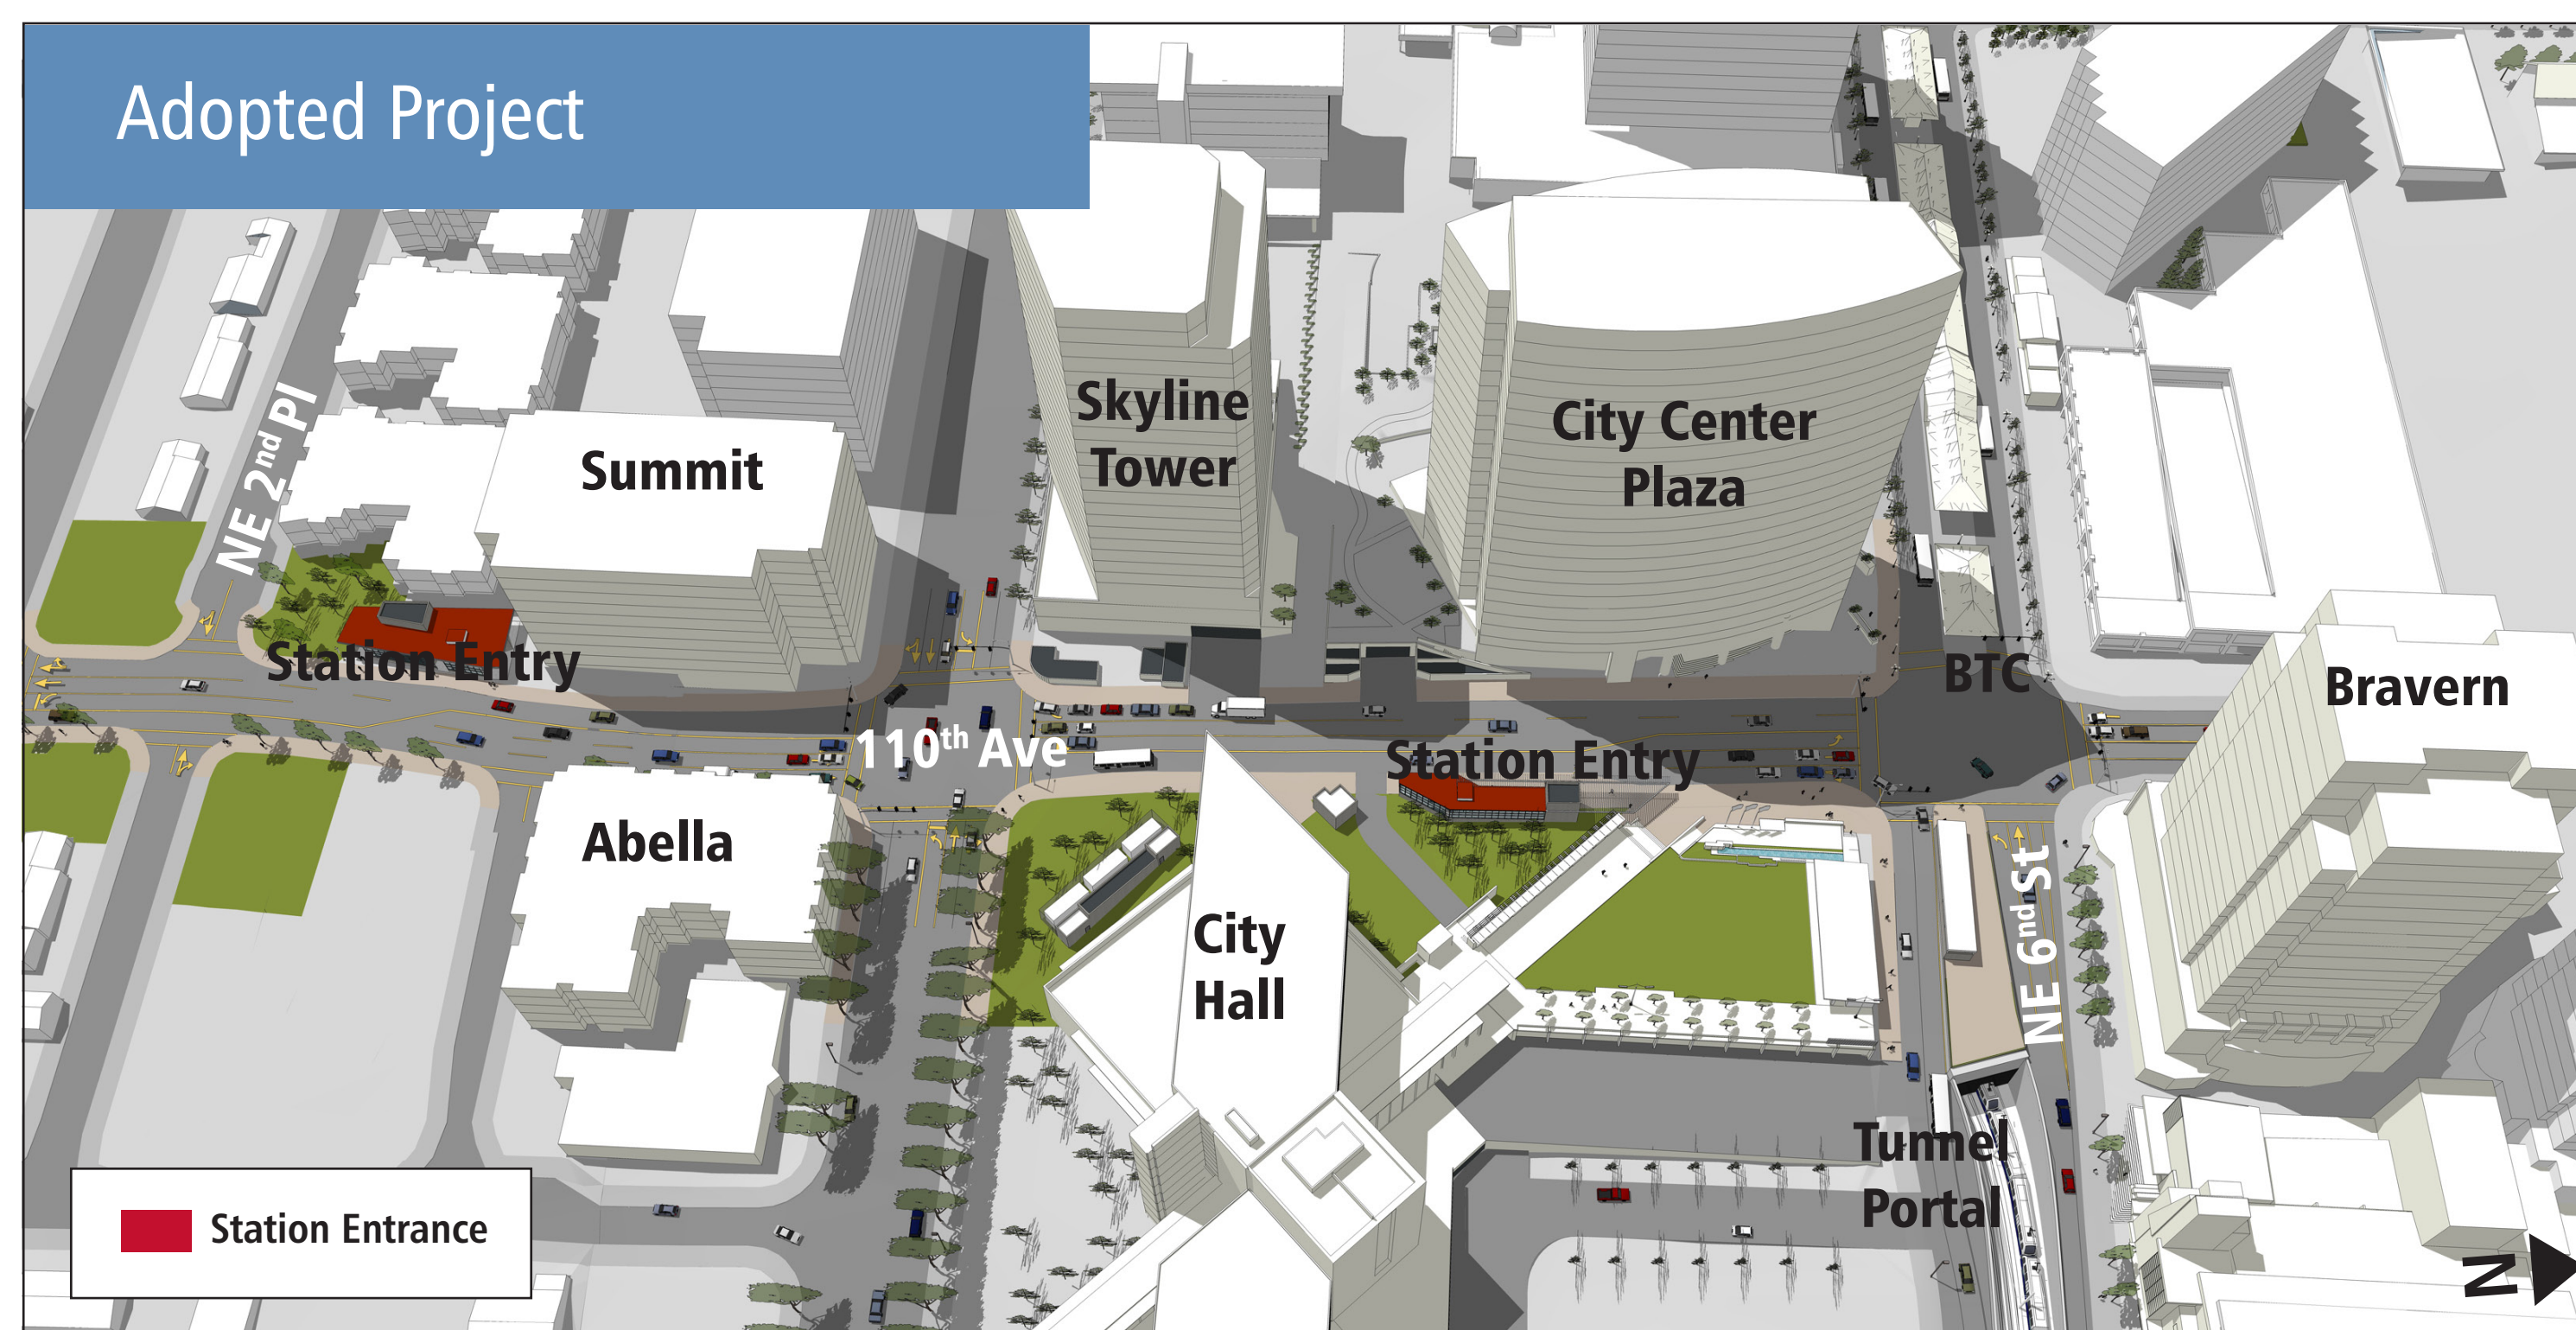 Adopted Project
Skyline
Tower
City Center
Plaza
Summit
NE 2nd Pl
Station Entry
BTC
Bravern
110th Ave
Station Entry
Abella
City
Hall
NE 6nd St
Tunnel
Portal
Station Entrance
N